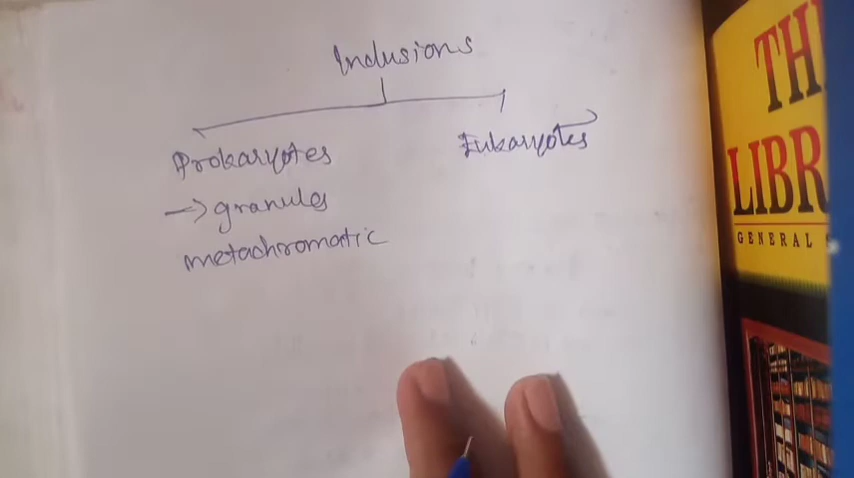 Inclusions
Prokaryotes
Eukaryotes
→ granules
metachromatic
TH
LIBR
GENERAL